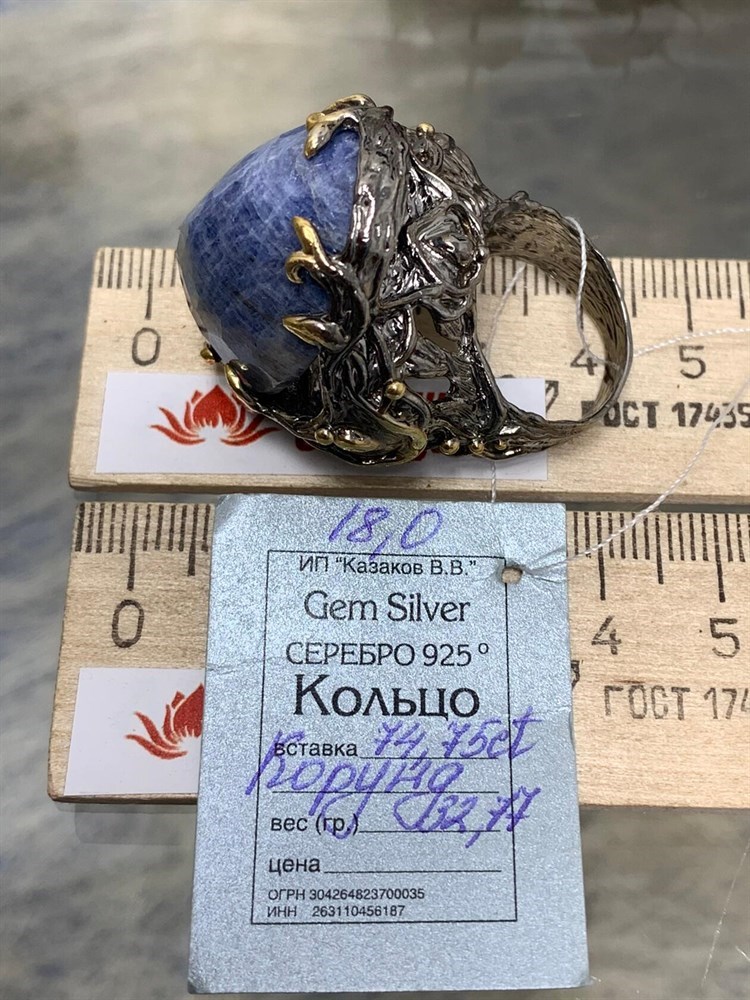 0 4 5
ГОСТ 17435
18,0
ИП "Казаков В.В."
Gem Silver
СЕРЕБРО 925°
Кольцо
вставка 74,75ct
Корунд
вес (гр.) 32,77
цена
ОГРН 304264823700035
ИНН 263110456187
0 4 5
ГОСТ 174